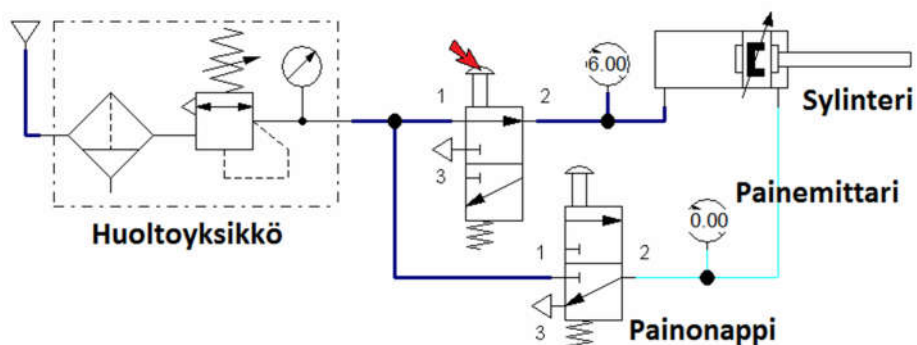 6.00
1
2
Sylinteri
3
Huoltoyksikkö
Painemittari
0.00
1
2
3
Painonappi